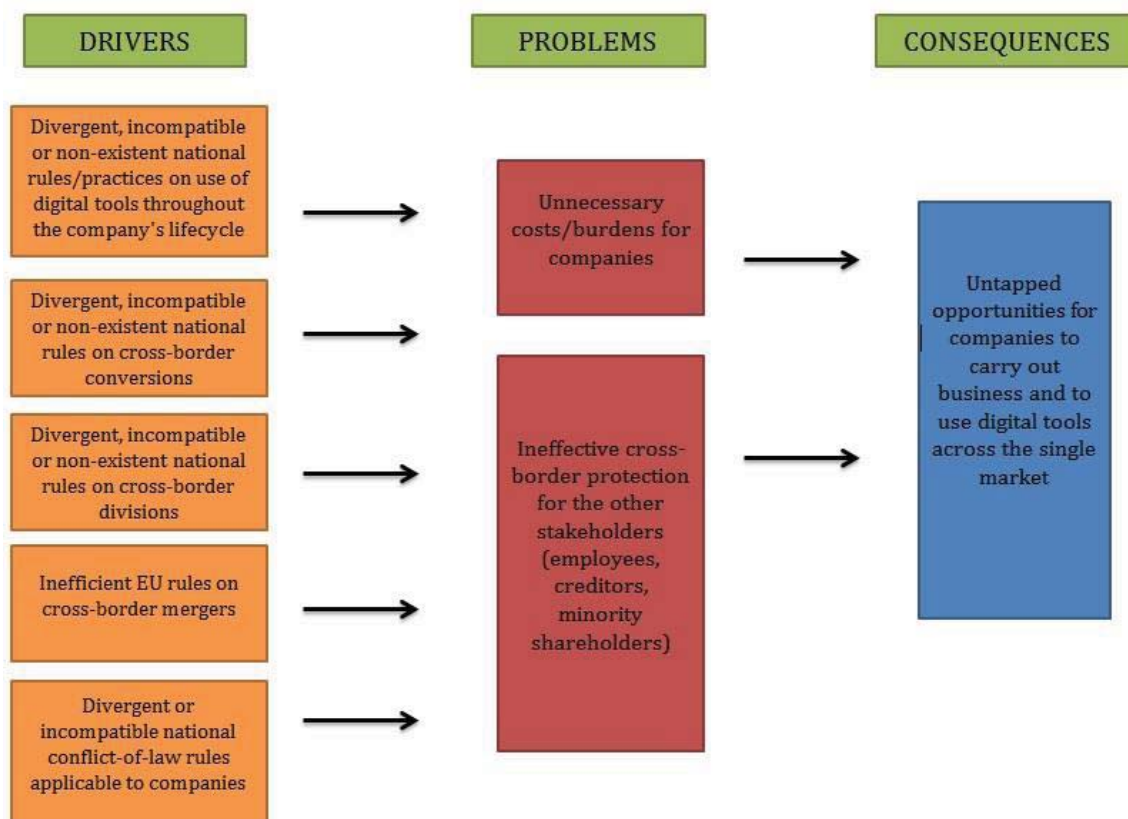 DRIVERS
PROBLEMS
CONSEQUENCES
Divergent, incompatible
or non-existent national
rules/practices on use of
digital tools throughout
the company's lifecycle
Divergent, incompatible
or non-existent national
rules on cross-border
conversions
Divergent, incompatible
or non-existent national
rules on cross-border
divisions
Inefficient EU rules on
cross-border mergers
Divergent or
incompatible national
conflict-of-law rules
applicable to companies
Unnecessary
costs/burdens for
companies
Ineffective cross-
border protection
for the other
stakeholders
(employees,
creditors,
minority
shareholders)
Untapped
opportunities for
companies to
carry out
business and to
use digital tools
across the single
market